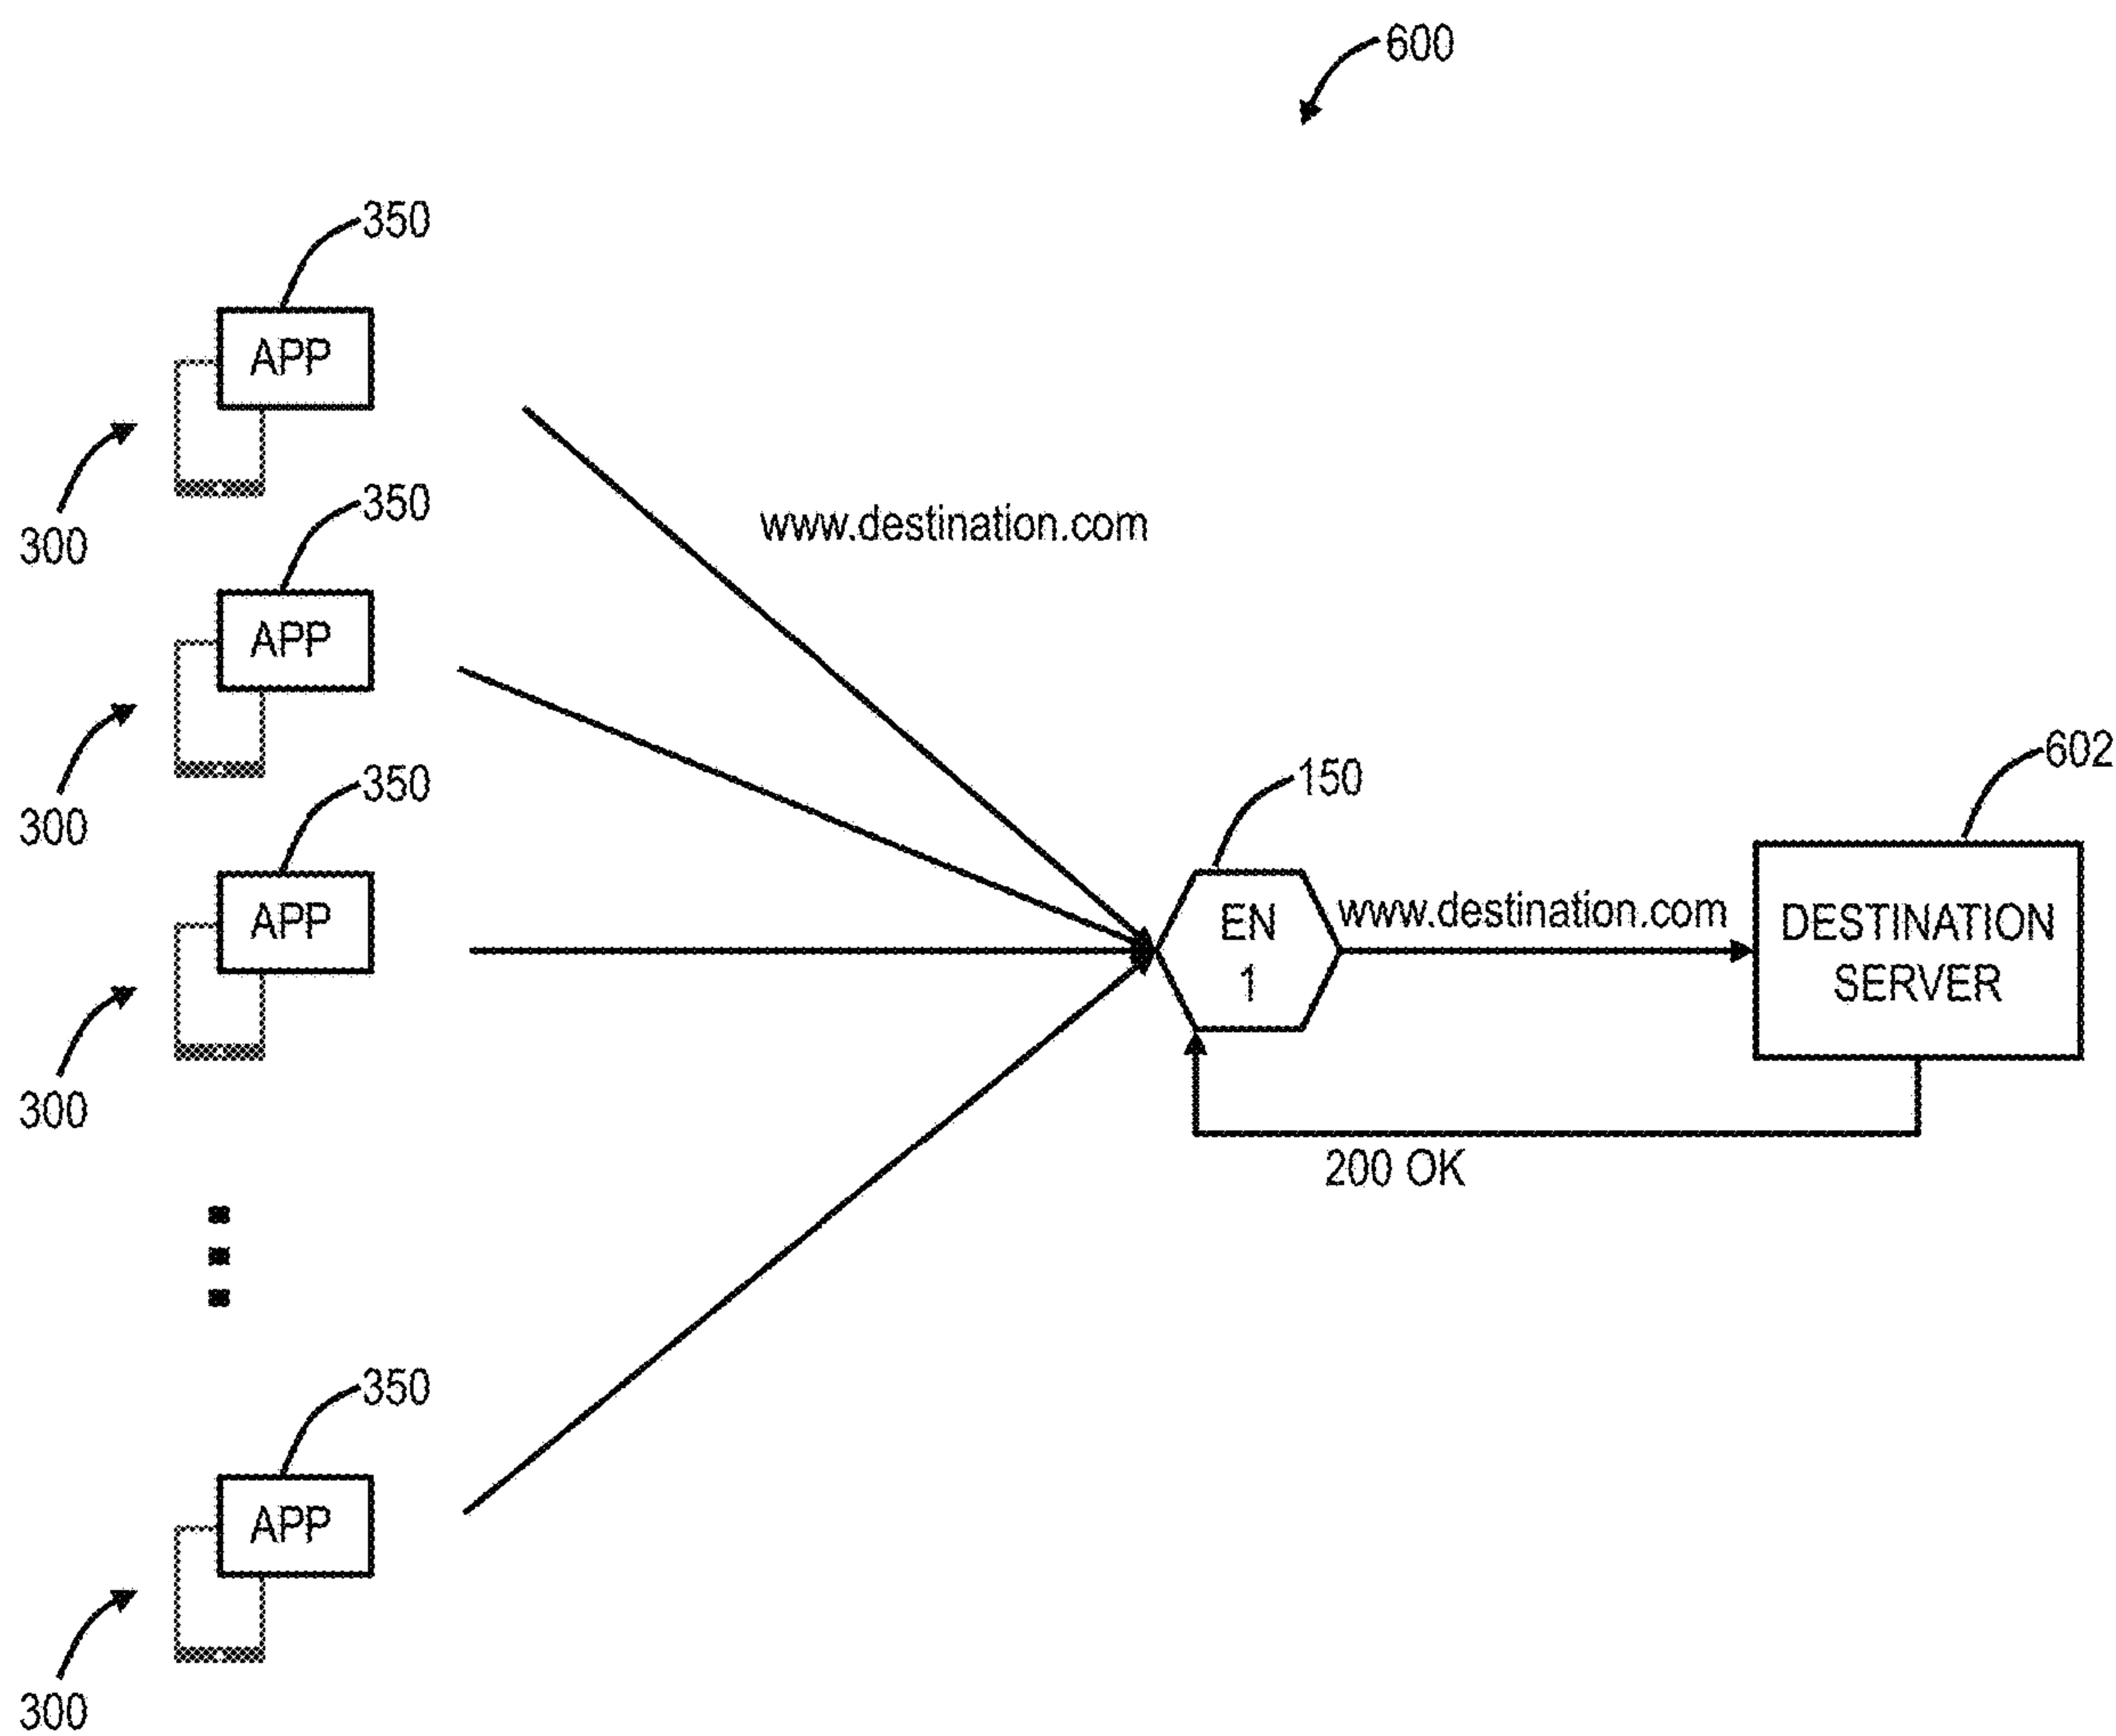 600
350
APP
300
350
www.destination.com
APP
300
350
150
602
APP
EN
1
www.destination.com
DESTINATION
SERVER
300
200 OK
350
APP
300